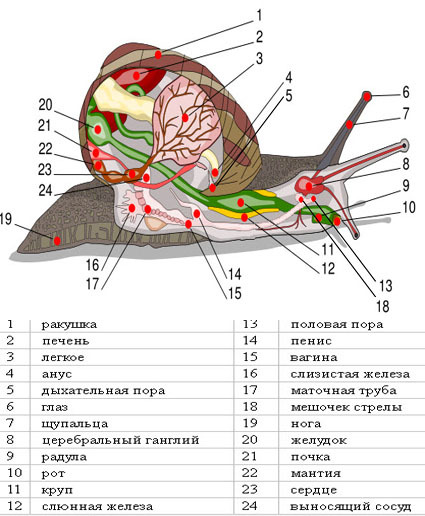 1
2
3
4
5
6
7
20
21
22
23
24
8
9
10
19
16
17
14
15
11
12
13
18
1 ракушка 13 половая пора
2 печень 14 пенис
3 легкое 15 вагина
4 анус 16 слизистая железа
5 дыхательная пора 17 маточная труба
6 глаз 18 мешочек стрелы
7 щупальца 19 нога
8 церебральный ганглий 20 желудок
9 радула 21 почка
10 рот 22 мантия
11 круп 23 сердце
12 слюнная железа 24 выносящий сосуд